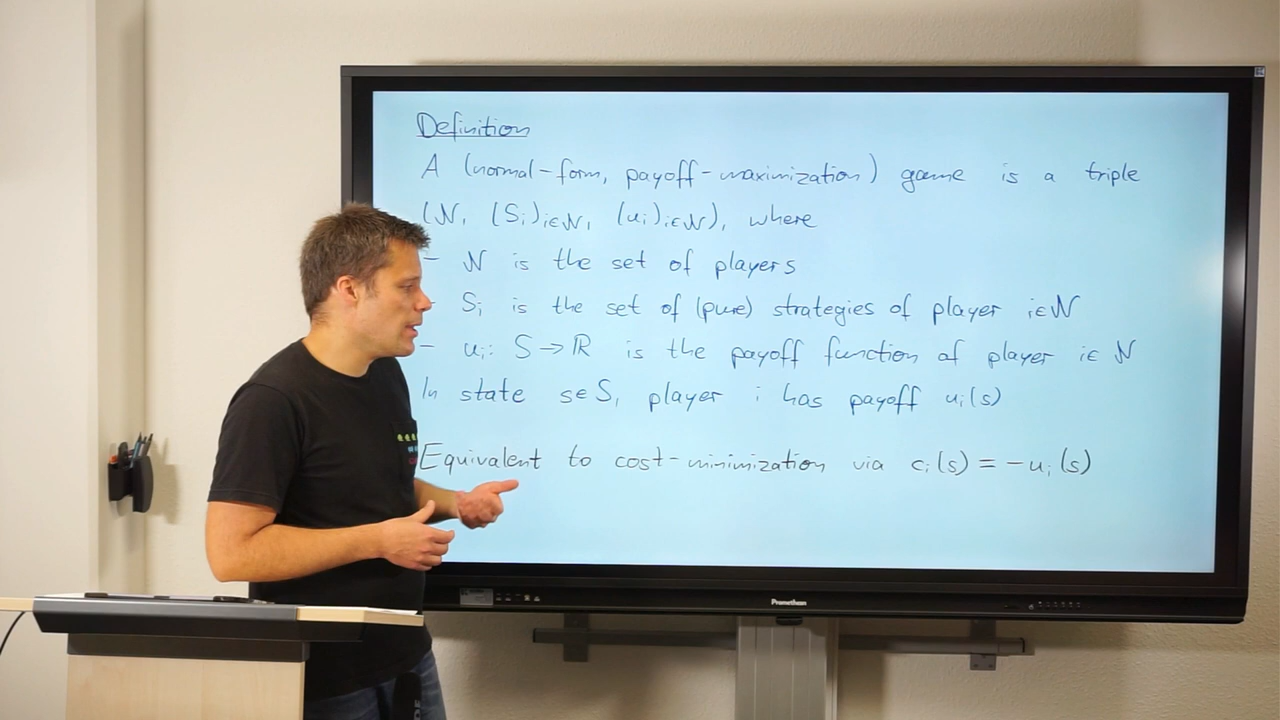 Definition
A (normal-form, payoff-maximization) game is a triple
(N, (Sᵢ)ᵢ∈N, (uᵢ)ᵢ∈N), where
- N is the set of players
- Sᵢ is the set of (pure) strategies of player i∈N
- uᵢ: S → ℝ is the payoff function of player i∈N
In state s∈S, player i has payoff uᵢ(s)
Equivalent to cost-minimization via cᵢ(s) = -uᵢ(s)
Promethean